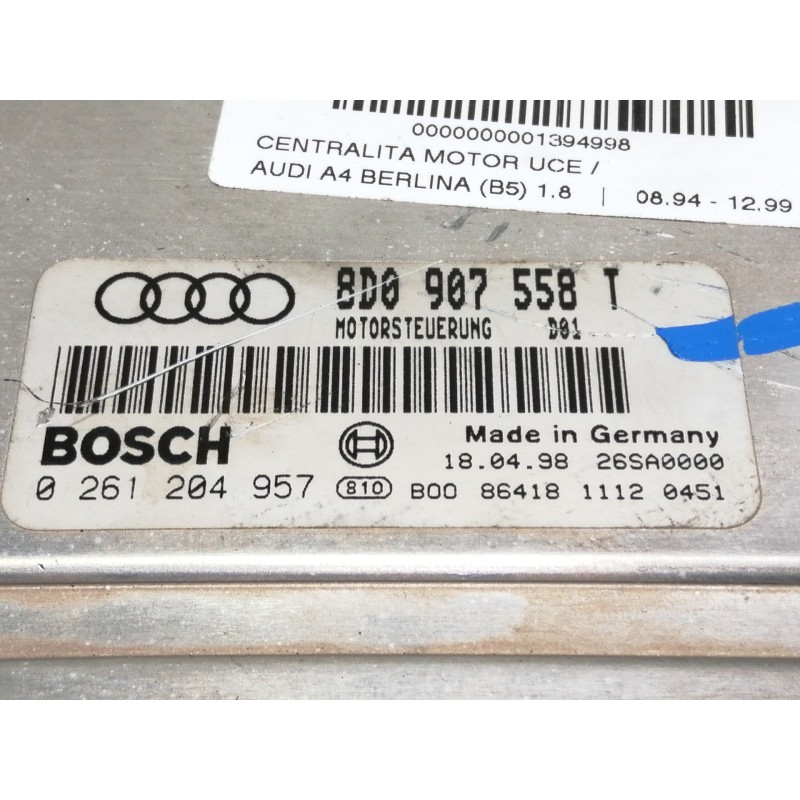 0000000001394998
CENTRALITA MOTOR UCE /
AUDI A4 BERLINA (B5) 1.8 | 08.94 - 12.99
8D0 907 558 T
MOTORSTEUERUNG D01
BOSCH Made in Germany
18.04.98 26SA0000
0 261 204 957 810 B00 86418 1112 0451